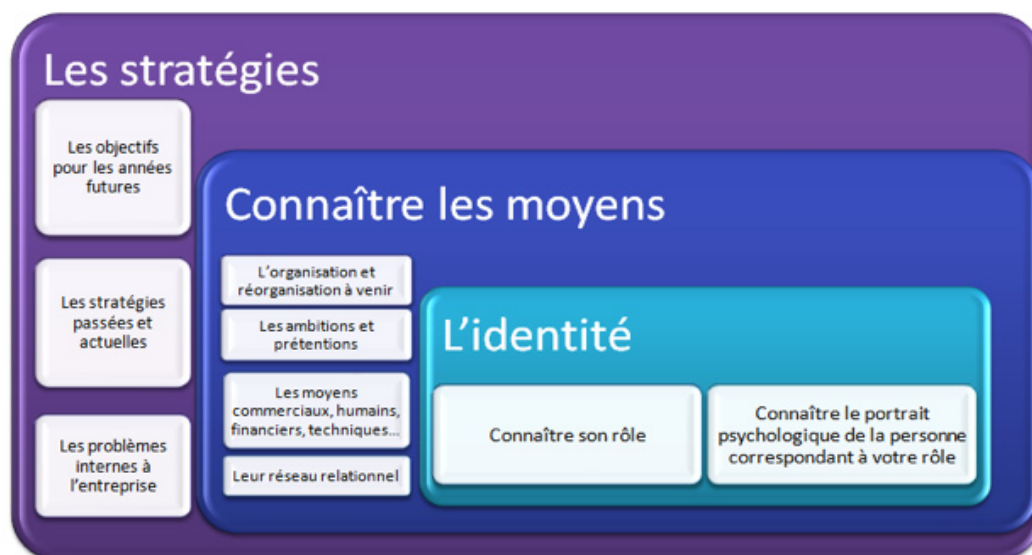 Les stratégies
Les objectifs
pour les années
futures
Les stratégies
passées et
actuelles
Les problèmes
internes à
l'entreprise
Connaître les moyens
L'organisation et
réorganisation à venir
Les ambitions et
prétentions
Les moyens
commerciaux, humains,
financiers, techniques...
Leur réseau relationnel
L'identité
Connaître son rôle
Connaître le portrait
psychologique de la personne
correspondant à votre rôle